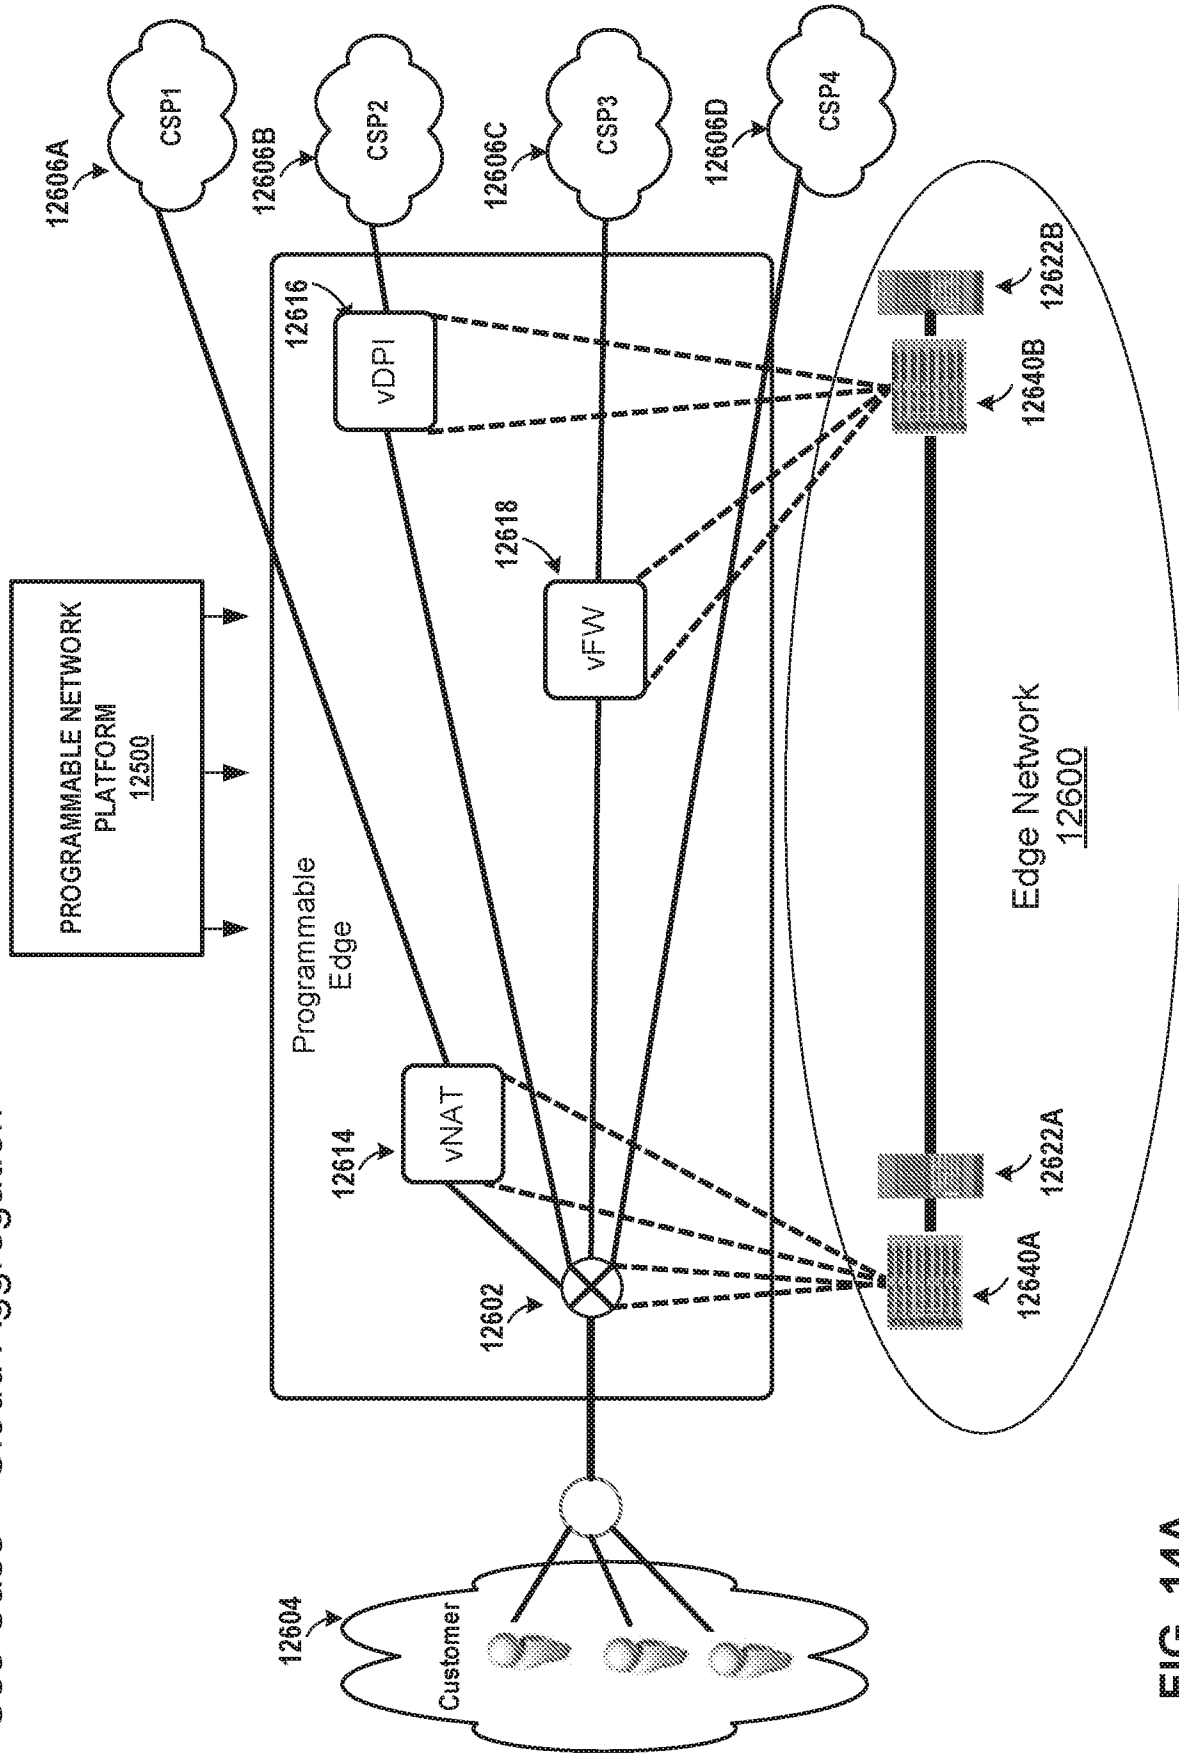 Use Case – Cloud Aggregation
PROGRAMMABLE NETWORK
PLATFORM
12500
12606A
CSP1
Programmable
Edge
12616
vDPI
12606B
CSP2
12604
Customer
12614
vNAT
12602
12618
vFW
12606C
CSP3
12606D
CSP4
12640A
12622A
Edge Network
12600
12640B
12622B
FIG. 14A